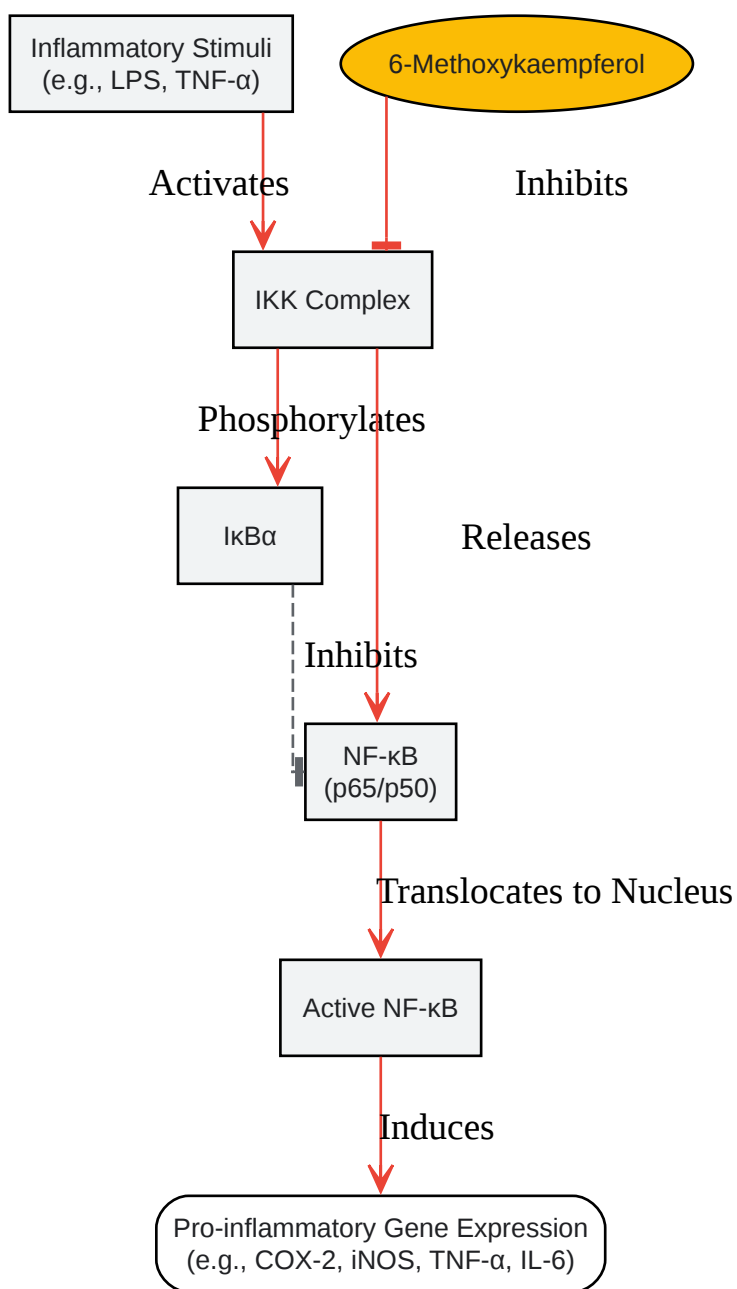 Inflammatory Stimuli
(e.g., LPS, TNF-α)
6-Methoxykaempferol
Activates
Inhibits
IKK Complex
Phosphorylates
IκBα
Releases
Inhibits
NF-κB
(p65/p50)
Translocates to Nucleus
Active NF-κB
Induces
Pro-inflammatory Gene Expression
(e.g., COX-2, iNOS, TNF-α, IL-6)